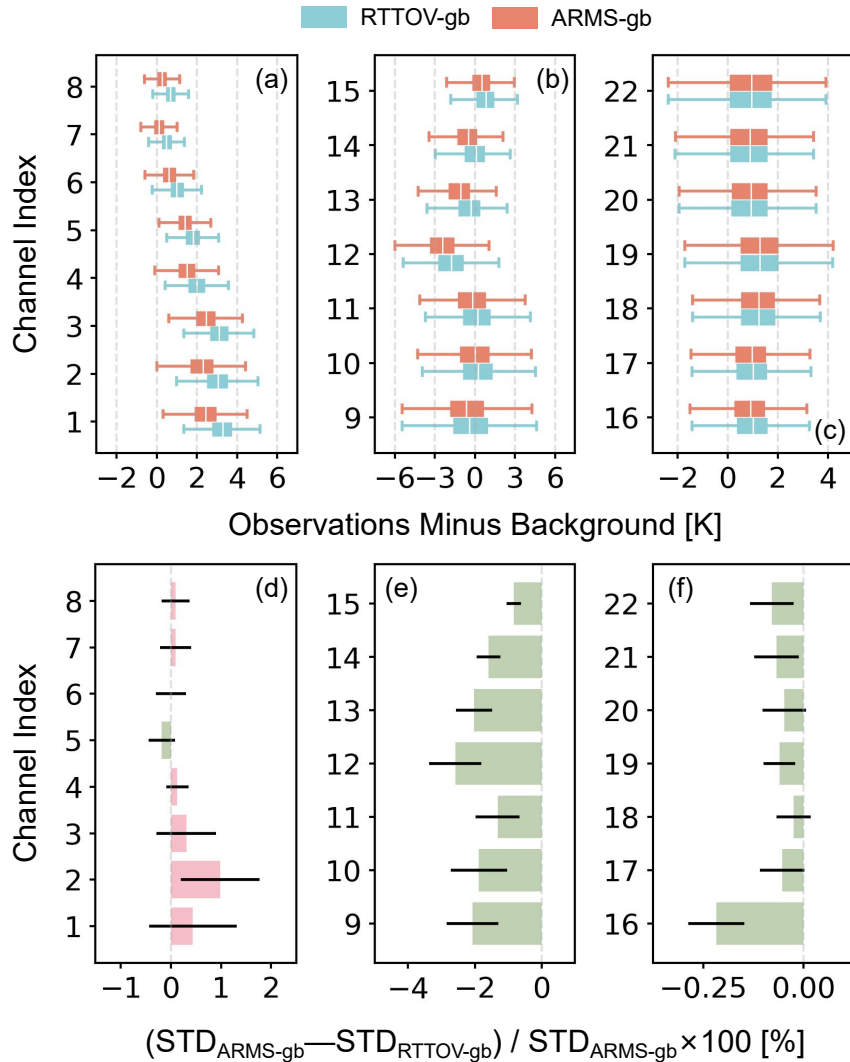 RTTOV-gb ARMS-gb
(a) (b) (c)
Channel Index
8 7 6 5 4 3 2 1
15 14 13 12 11 10 9
22 21 20 19 18 17 16
−2 0 2 4 6
−6 −3 0 3 6
−2 0 2 4
Observations Minus Background [K]
(d) (e) (f)
Channel Index
8 7 6 5 4 3 2 1
15 14 13 12 11 10 9
22 21 20 19 18 17 16
−1 0 1 2
−4 −2 0
−0.25 0.00
(STD_ARMS-gb—STD_RTTOV-gb) / STD_ARMS-gb×100 [%]